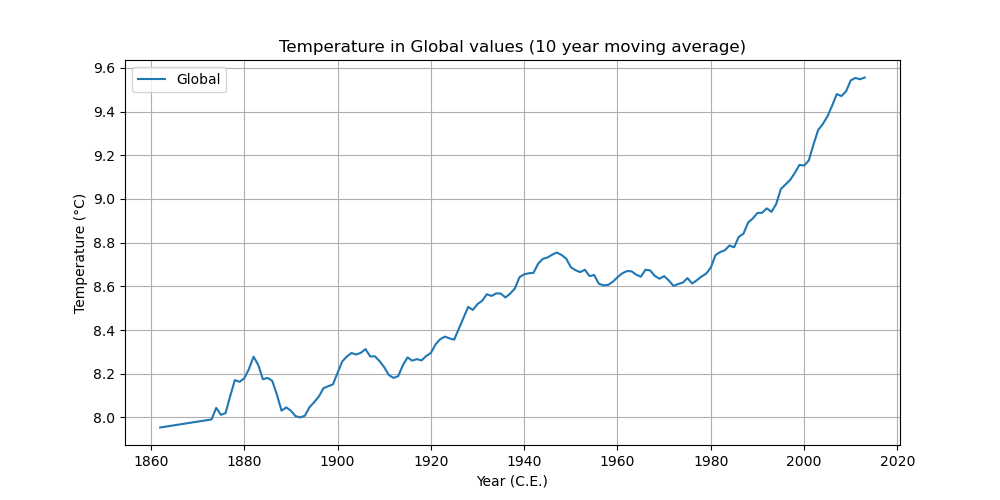 Temperature in Global values (10 year moving average)
Global
9.6
9.4
9.2
9.0
8.8
8.6
8.4
8.2
8.0
Temperature (°C)
1860 1880 1900 1920 1940 1960 1980 2000 2020
Year (C.E.)